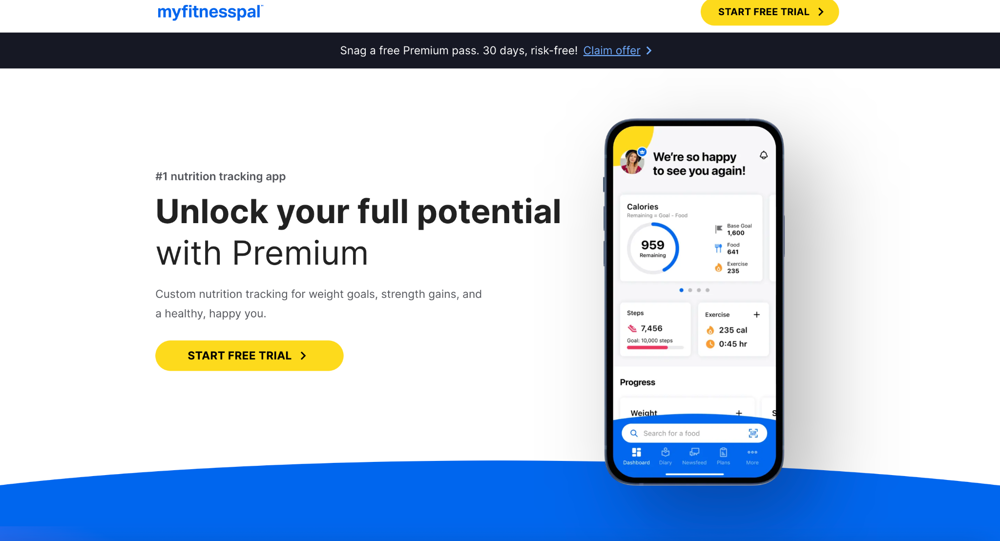 myfitnesspal™
START FREE TRIAL
Snag a free Premium pass. 30 days, risk-free! Claim offer
#1 nutrition tracking app
Unlock your full potential
with Premium
Custom nutrition tracking for weight goals, strength gains, and
a healthy, happy you.
START FREE TRIAL
We're so happy
to see you again!
Calories
Remaining = Goal - Food
959
Remaining
Base Goal
1,600
Food
641
Exercise
235
Steps
7,456
Goal: 10,000 steps
Exercise
235 cal
0:45 hr
Progress
Weight
S
Search for a food
Dashboard Diary Newsfeed Plans More